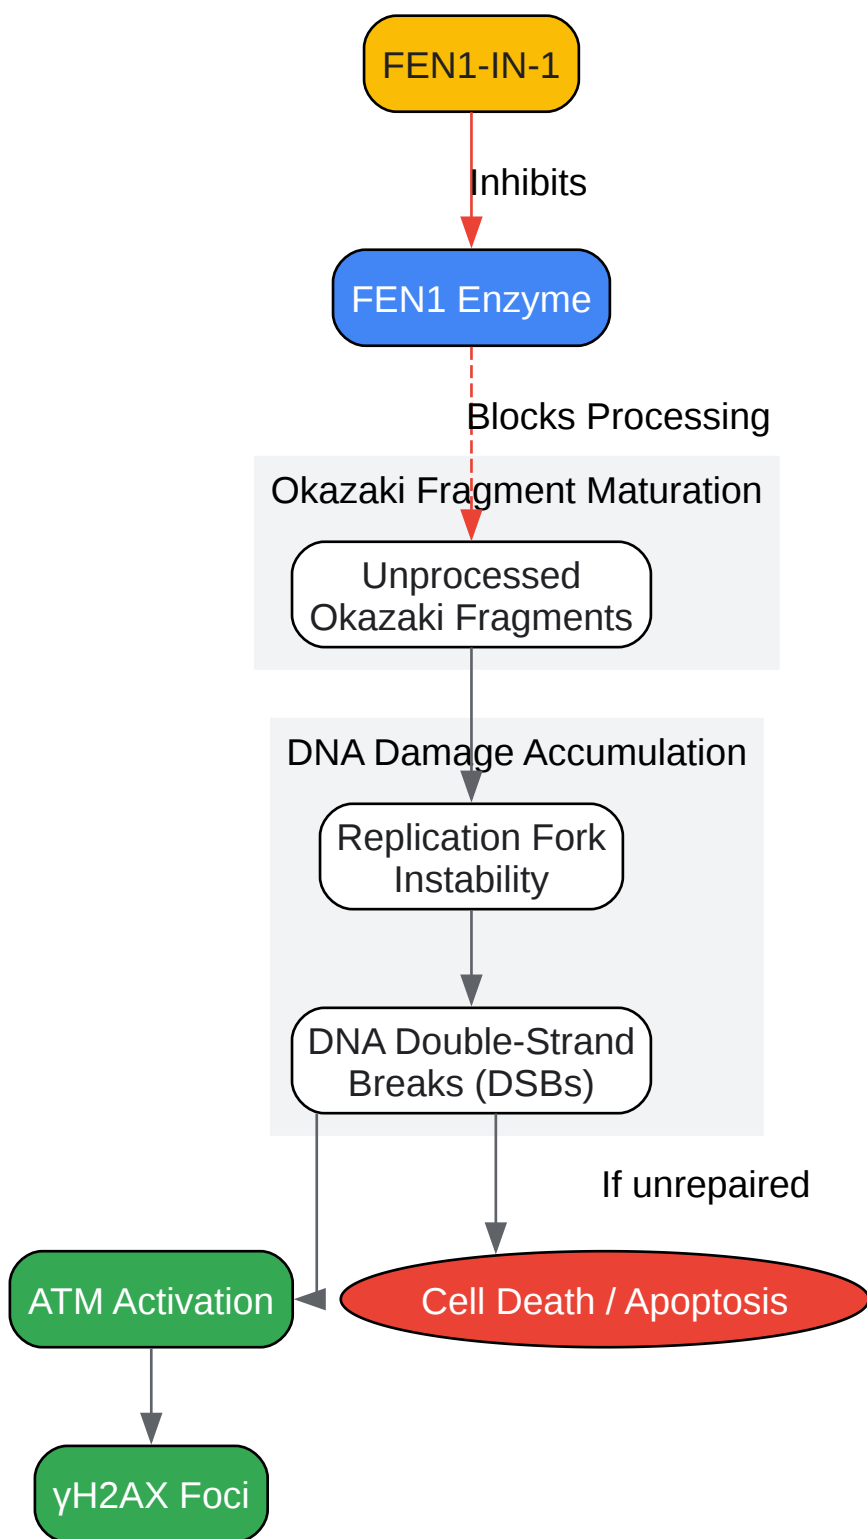 FEN1-IN-1
Inhibits
FEN1 Enzyme
Blocks Processing
Okazaki Fragment Maturation
Unprocessed
Okazaki Fragments
DNA Damage Accumulation
Replication Fork
Instability
DNA Double-Strand
Breaks (DSBs)
If unrepaired
ATM Activation
Cell Death / Apoptosis
γH2AX Foci